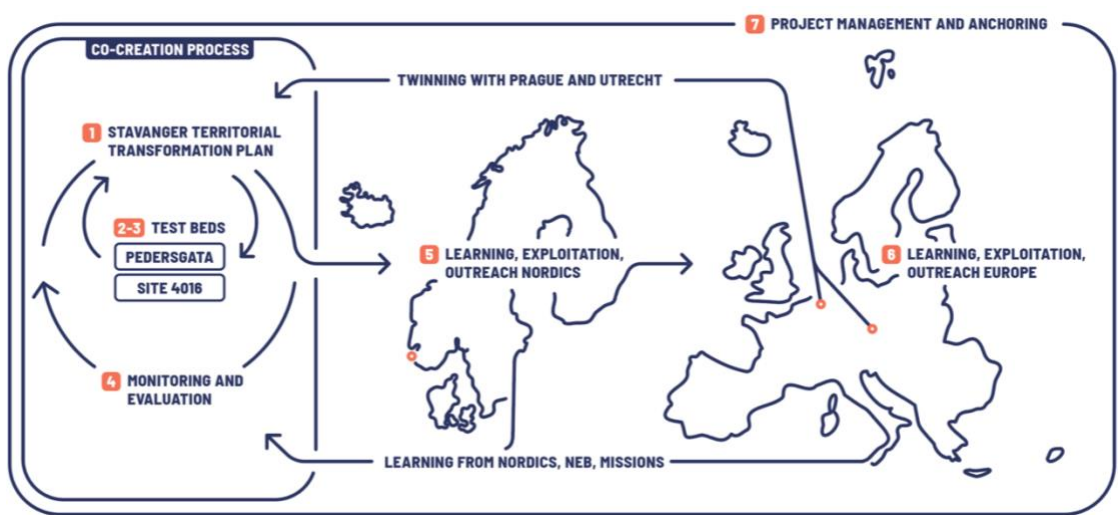 7 PROJECT MANAGEMENT AND ANCHORING
CO-CREATION PROCESS
TWINNING WITH PRAGUE AND UTRECHT
1 STAVANGER TERRITORIAL
TRANSFORMATION PLAN
2-3 TEST BEDS
PEDERSGATA
SITE 4016
4 MONITORING AND
EVALUATION
5 LEARNING, EXPLOITATION,
OUTREACH NORDICS
6 LEARNING, EXPLOITATION,
OUTREACH EUROPE
LEARNING FROM NORDICS, NEB, MISSIONS